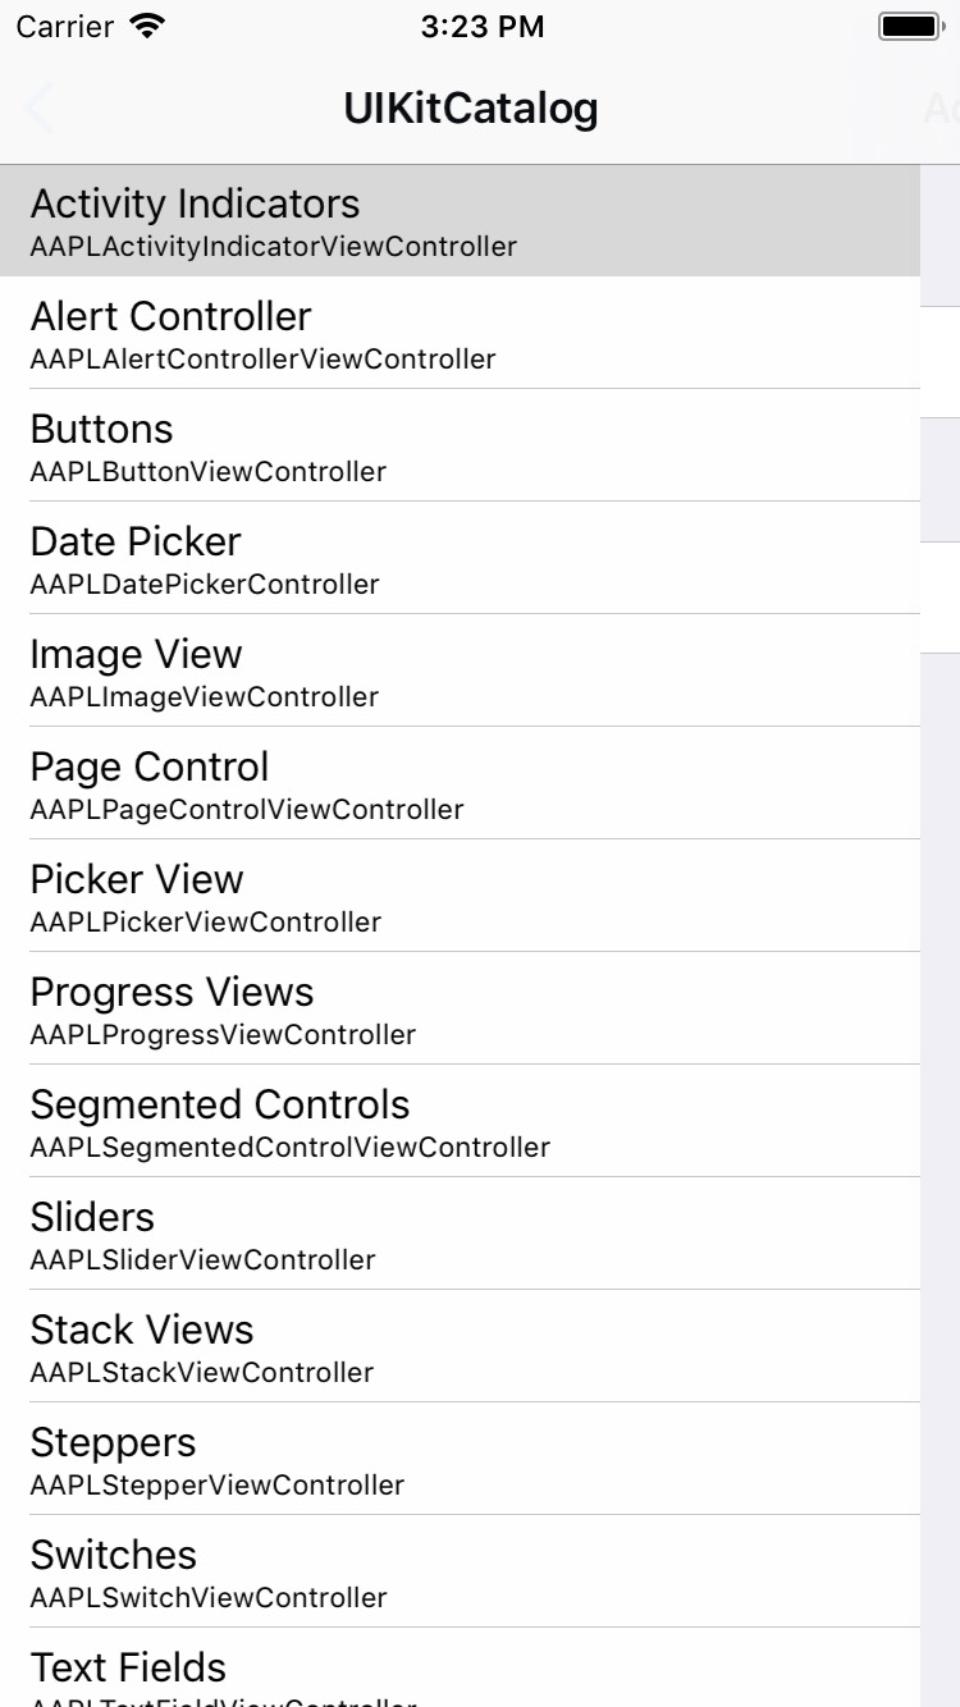 Carrier 3:23 PM
UIKitCatalog
Activity Indicators
AAPLActivityIndicatorViewController
Alert Controller
AAPLAlertControllerViewController
Buttons
AAPLButtonViewController
Date Picker
AAPLDatePickerController
Image View
AAPLImageViewController
Page Control
AAPLPageControlViewController
Picker View
AAPLPickerViewController
Progress Views
AAPLProgressViewController
Segmented Controls
AAPLSegmentedControlViewController
Sliders
AAPLSliderViewController
Stack Views
AAPLStackViewController
Steppers
AAPLStepperViewController
Switches
AAPLSwitchViewController
Text Fields
AAPLTextFieldViewController